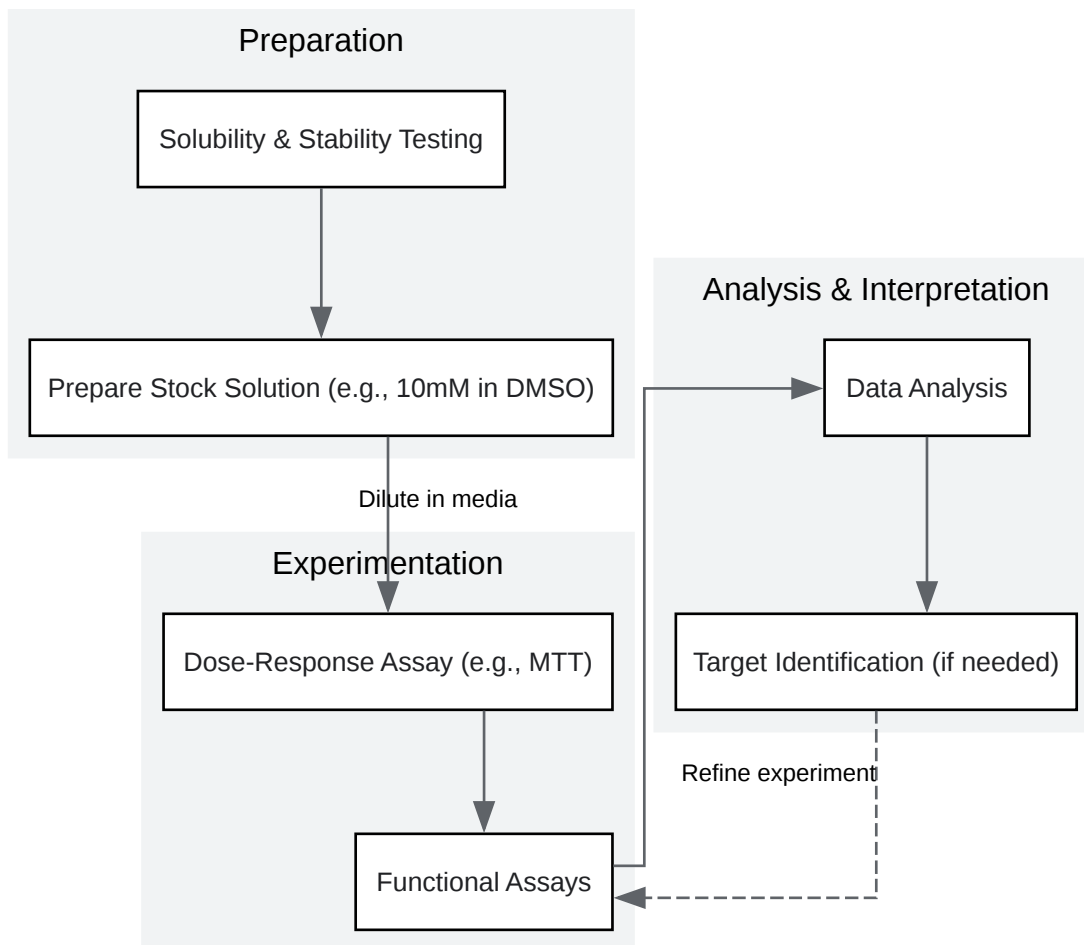 Preparation
Solubility & Stability Testing
Prepare Stock Solution (e.g., 10mM in DMSO)
Dilute in media
Experimentation
Dose-Response Assay (e.g., MTT)
Functional Assays
Analysis & Interpretation
Data Analysis
Target Identification (if needed)
Refine experiment